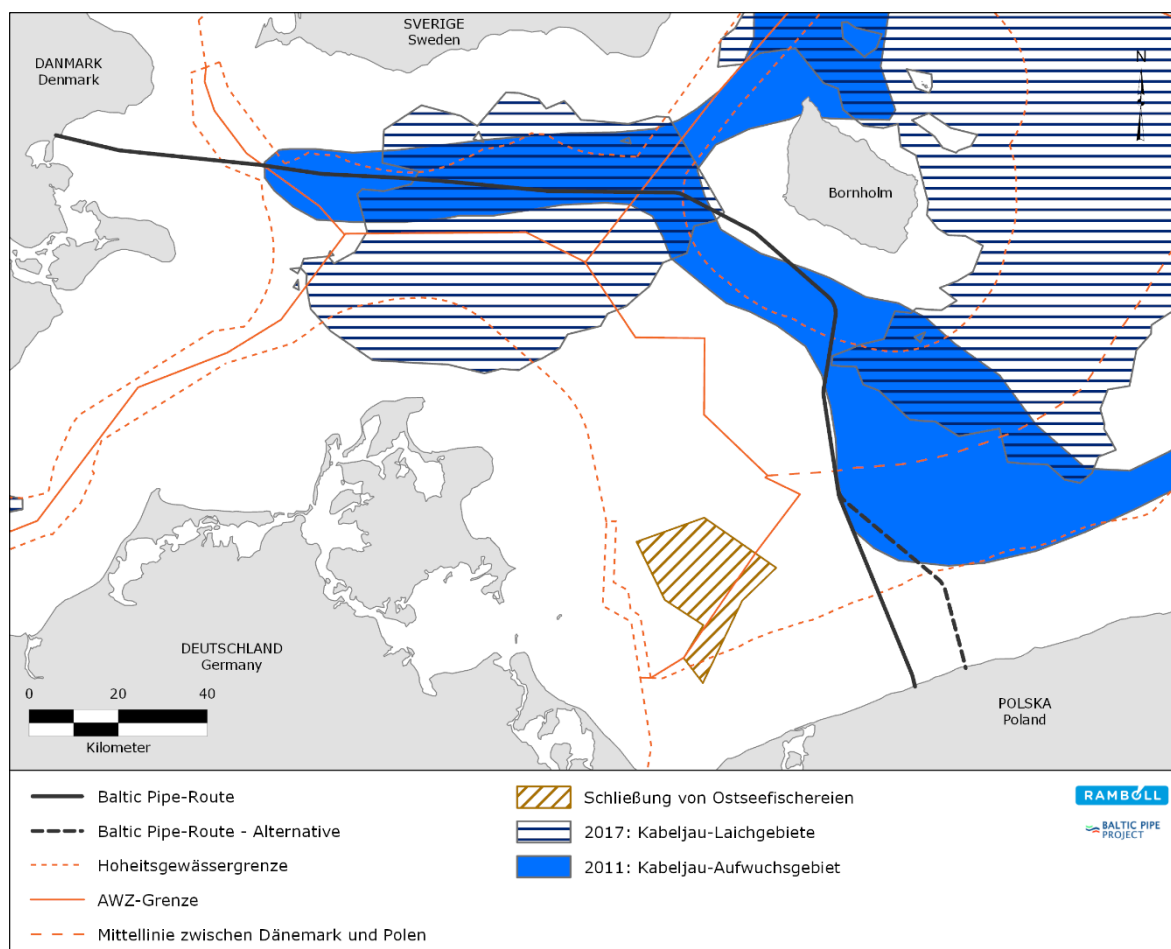 SVERIGE
Sweden
DANMARK
Denmark
N
Bornholm
DEUTSCHLAND
Germany
0 20 40
Kilometer
POLSKA
Poland
Baltic Pipe-Route
Baltic Pipe-Route - Alternative
Hoheitsgewässergrenze
AWZ-Grenze
Mittellinie zwischen Dänemark und Polen
Schließung von Ostseefischereien
2017: Kabeljau-Laichgebiete
2011: Kabeljau-Aufwuchsgebiet
RAMBOLL
BALTIC PIPE
PROJECT